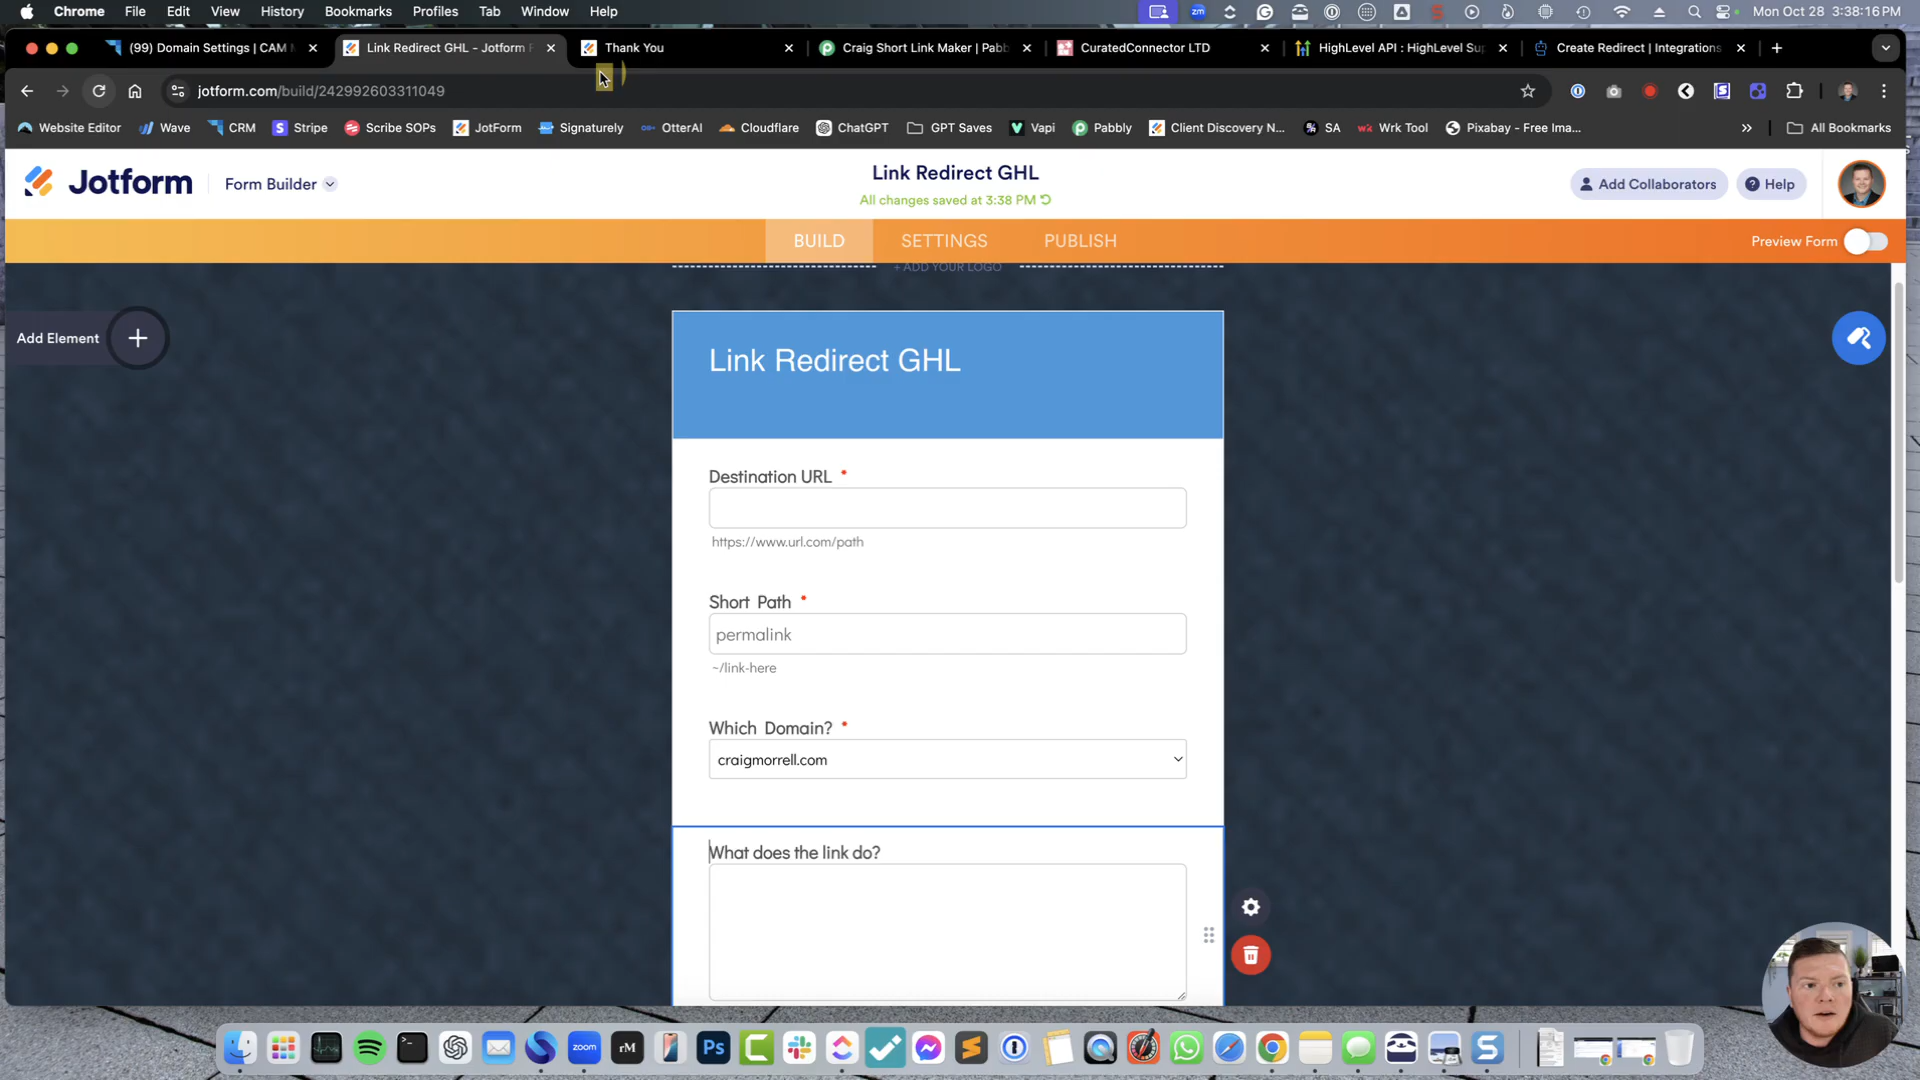 Chrome File Edit View History Bookmarks Profiles Tab Window Help
Mon Oct 28 3:38:16 PM
(99) Domain Settings | CAM
Link Redirect GHL - Jotform F
Thank You
Craig Short Link Maker | Pabb
CuratedConnector LTD
HighLevel API : HighLevel Sup
Create Redirect | Integrations
jotform.com/build/242992603311049
Website Editor Wave CRM Stripe Scribe SOPs JotForm Signaturely OtterAI Cloudflare ChatGPT GPT Saves Vapi Pabbly Client Discovery N... SA Wrk Tool Pixabay - Free Ima... » All Bookmarks
Jotform
Form Builder
Link Redirect GHL
All changes saved at 3:38 PM
Add Collaborators
Help
BUILD SETTINGS PUBLISH
Preview Form
+ ADD YOUR LOGO
Add Element
Link Redirect GHL
Destination URL *
https://www.url.com/path
Short Path *
permalink
~/link-here
Which Domain? *
craigmorrell.com
What does the link do?
zoom
rM
Ps